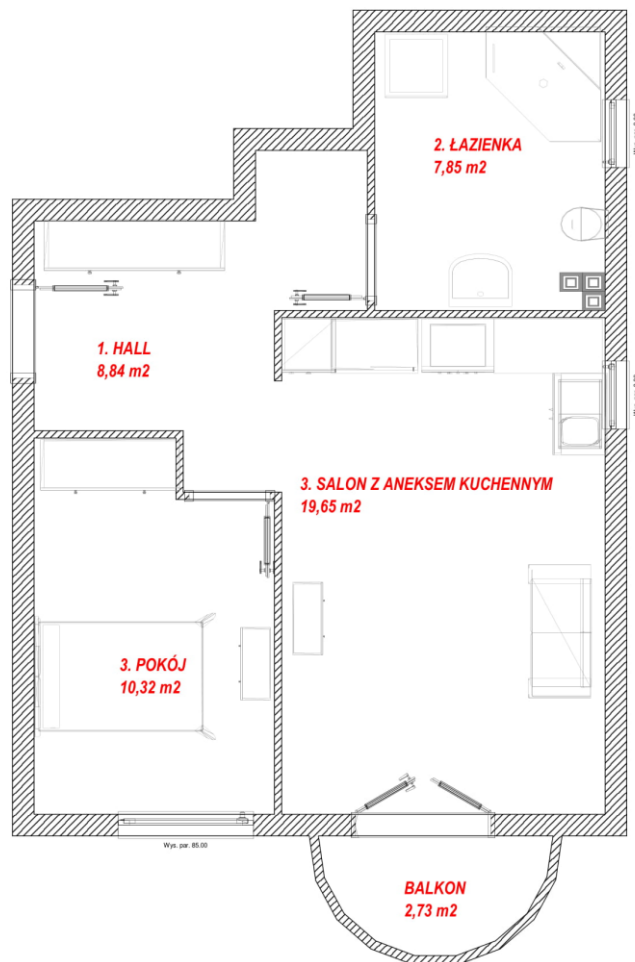 2. ŁAZIENKA
7,85 m2
1. HALL
8,84 m2
3. SALON Z ANEKSEM KUCHENNYM
19,65 m2
3. POKÓJ
10,32 m2
Wys. par. 85.00
BALKON
2,73 m2